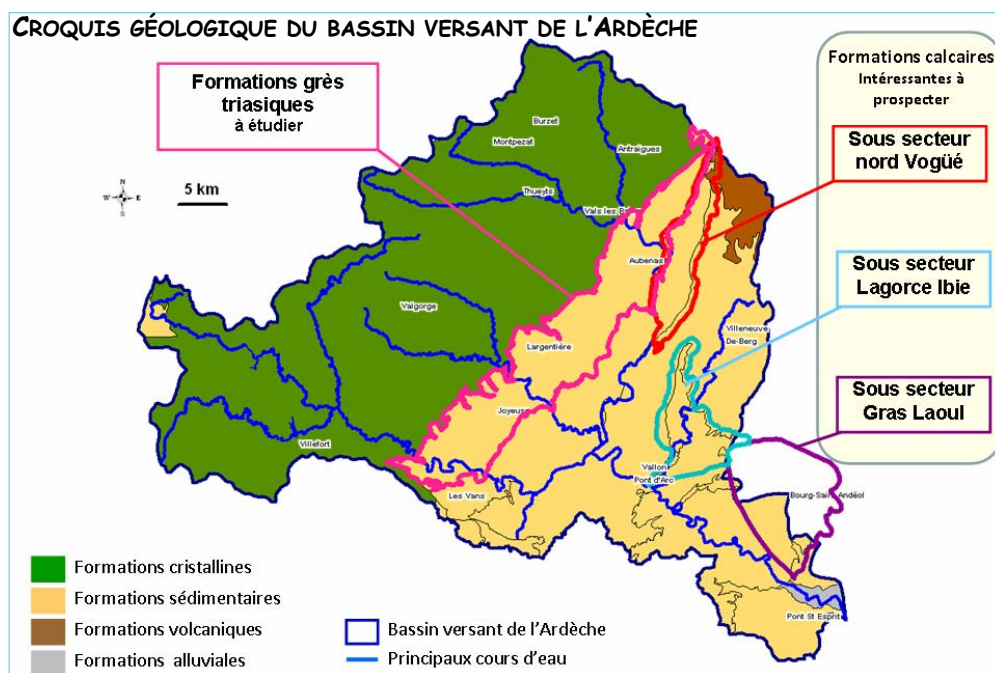 CROQUIS GÉOLOGIQUE DU BASSIN VERSANT DE L'ARDÈCHE
Formations grès
triasiques
à étudier
Formations calcaires
Intéressantes à
prospecter
Sous secteur
nord Vogüé
Sous secteur
Lagorce Ibie
Sous secteur
Gras Laoul
N
W E
S
5 km
Burzet
Montpezat
Antraigues
Thueyts
Vals les B
Aubenas
Valgorge
Villeneuve
De-Berg
Largentière
Joyeuse
Villefort
Les Vans
Vallon
Pont d'Arc
Bourg-Saint-Andéol
Pont St Esprit
Formations cristallines
Formations sédimentaires
Formations volcaniques
Formations alluviales
Bassin versant de l'Ardèche
Principaux cours d'eau